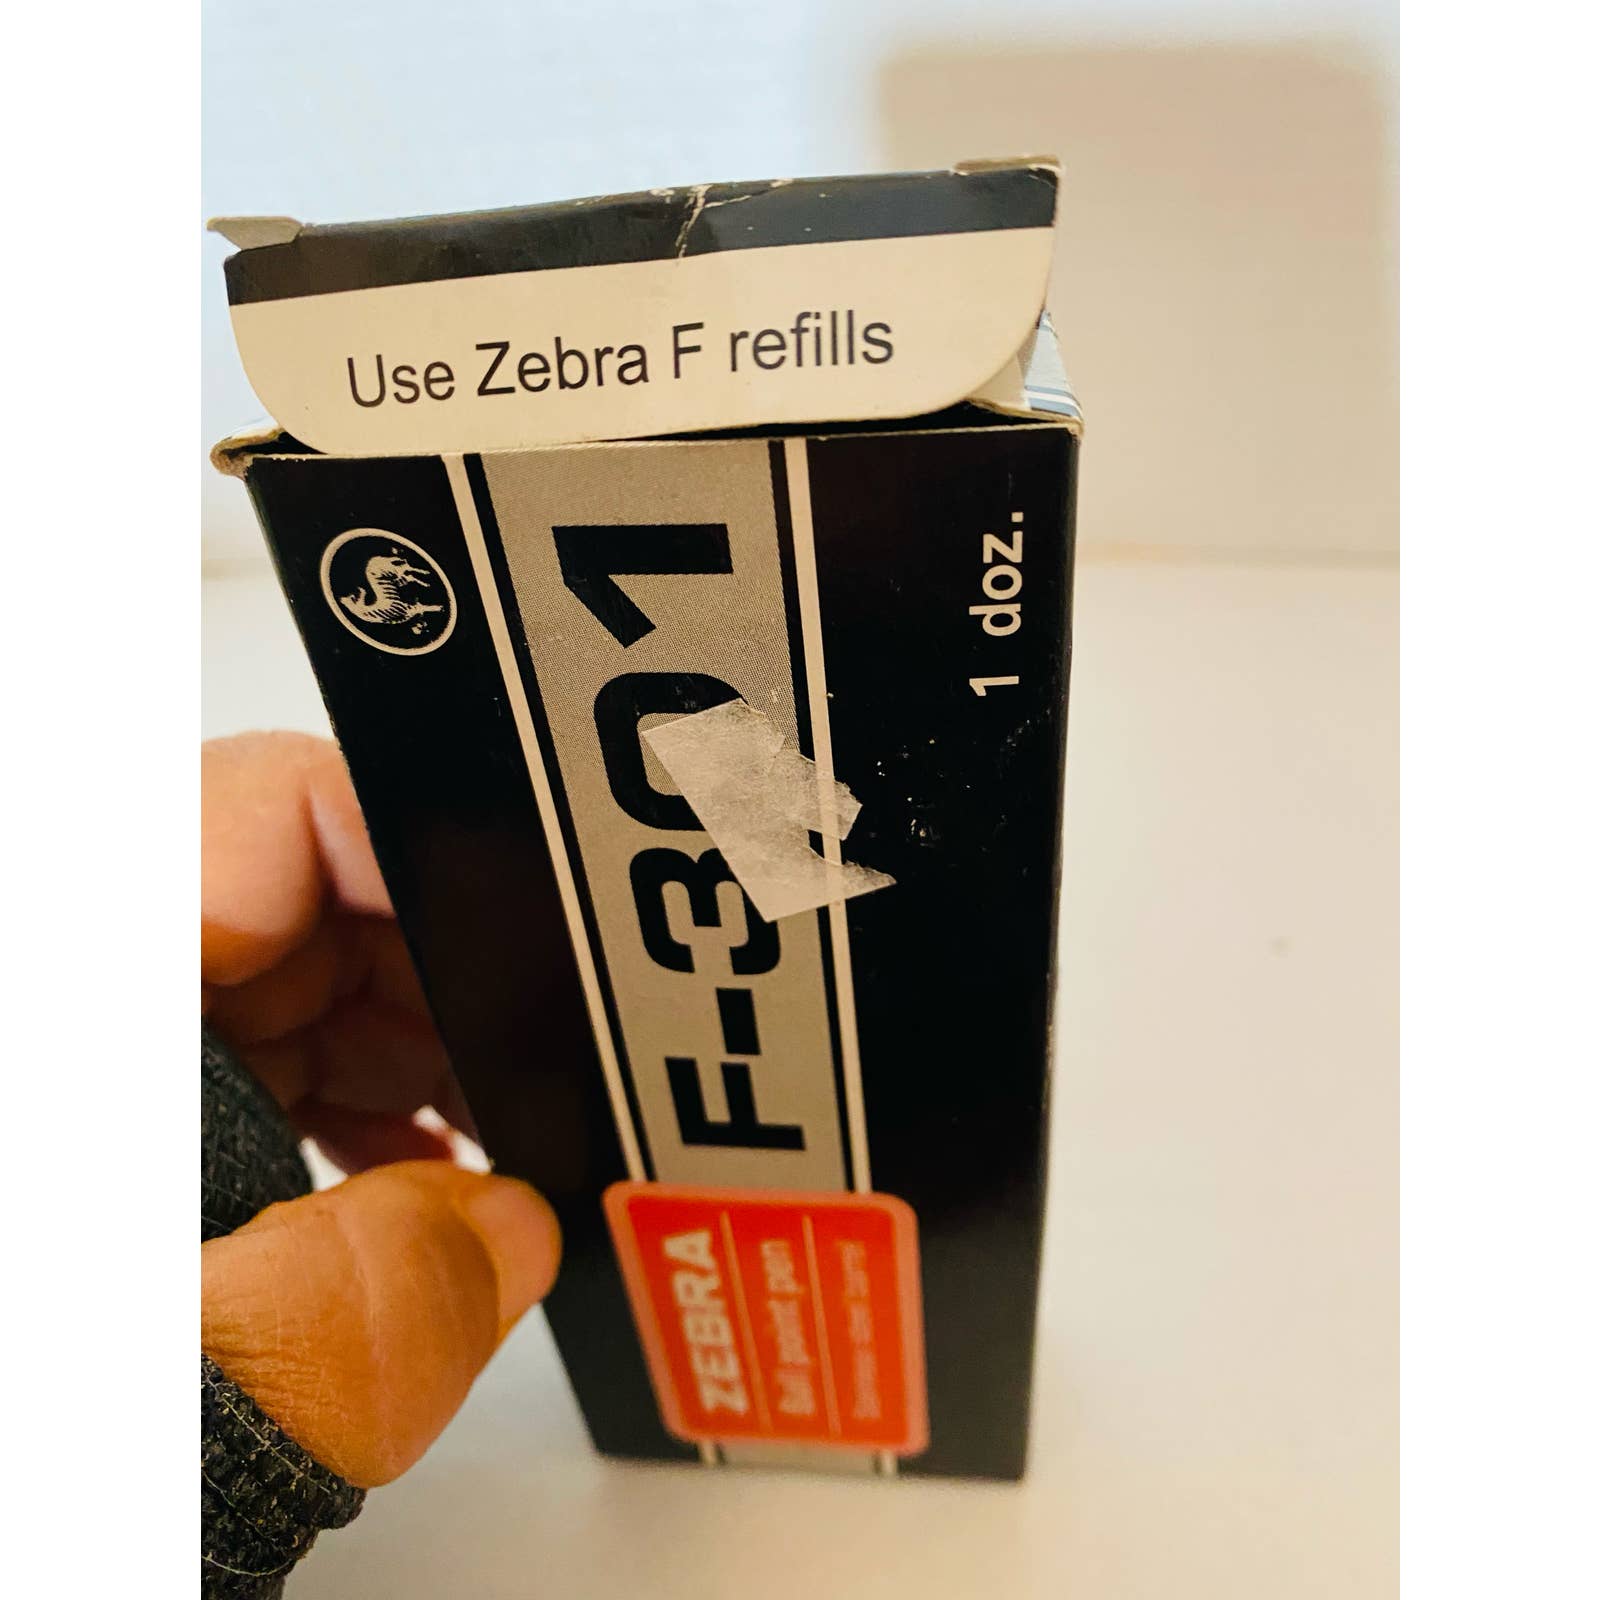 Use Zebra F refills
F-301
1 doz.
ZEBRA
Ball point pen